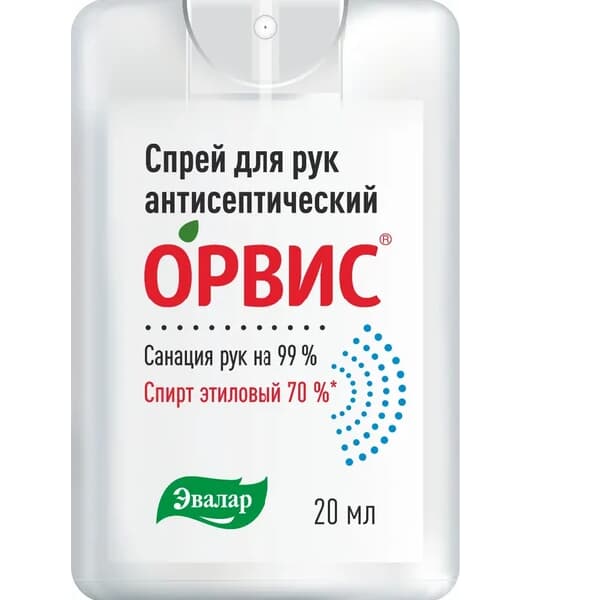 Спрей для рук
антисептический
ОРВИС®
Санация рук на 99 %
Спирт этиловый 70 %*
Эвалар
20 мл